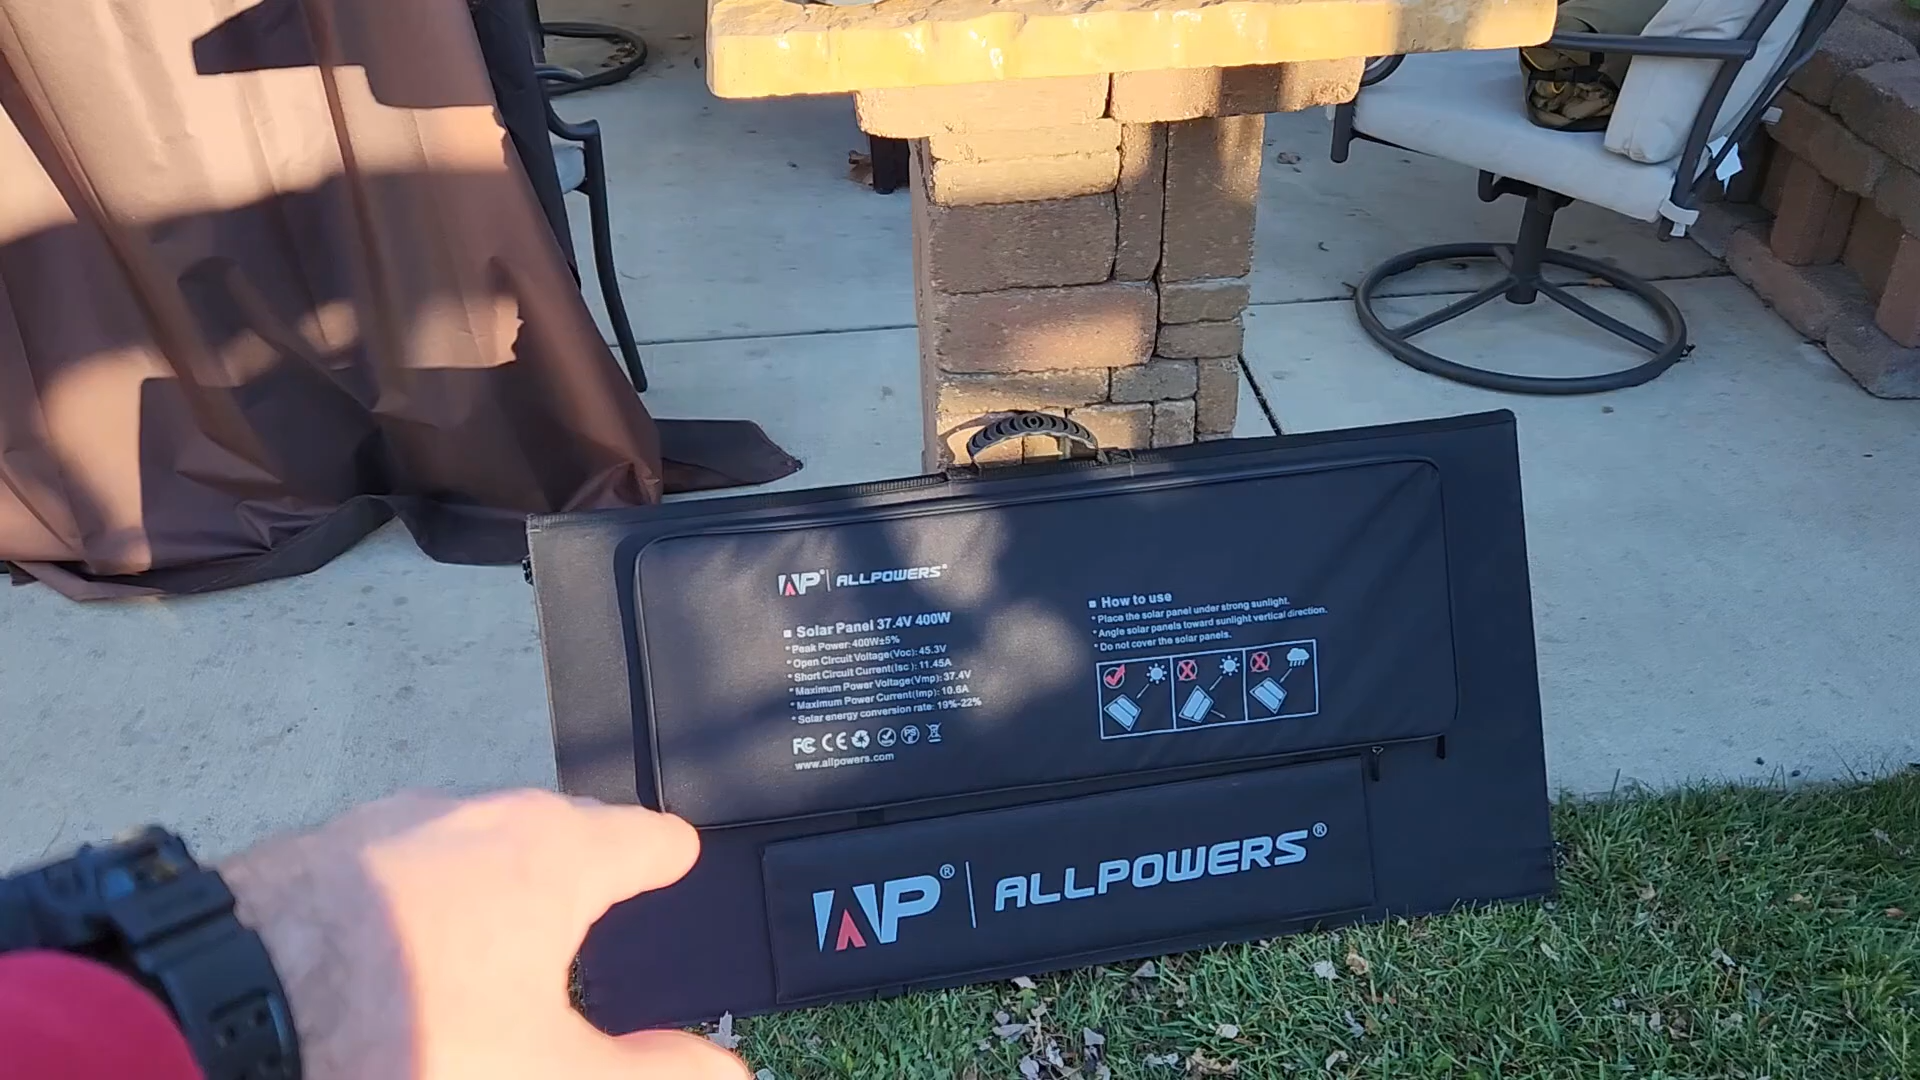 AP® | ALLPOWERS®
■ Solar Panel 37.4V 400W
* Peak Power: 400W±5%
* Open Circuit Voltage(Voc): 45.3V
* Short Circuit Current(Isc): 11.45A
* Maximum Power Voltage(Vmp): 37.4V
* Maximum Power Current(Imp): 10.6A
* Solar energy conversion rate: 19%-22%
FC CE PS
www.allpowers.com
■ How to use
* Place the solar panel under strong sunlight.
* Angle solar panels toward sunlight vertical direction.
* Do not cover the solar panels.
AP® | ALLPOWERS®